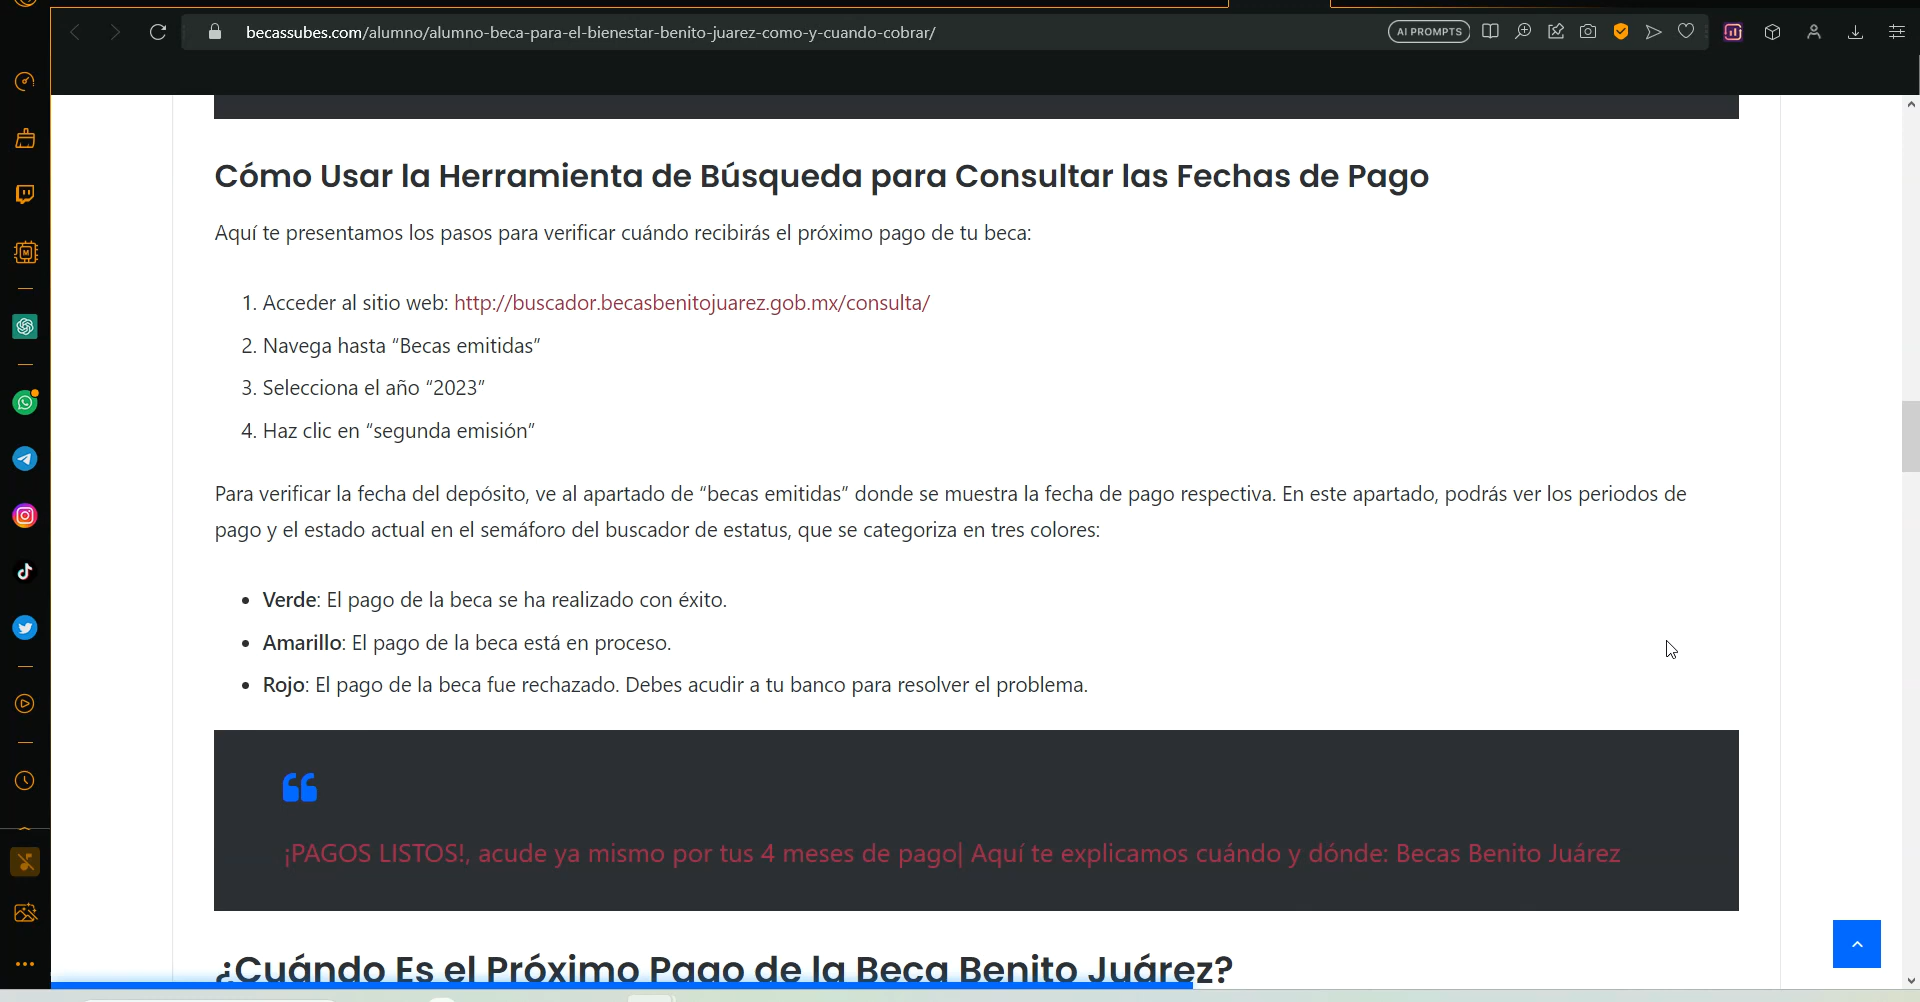 becassubes.com/alumno/alumno-beca-para-el-bienestar-benito-juarez-como-y-cuando-cobrar/
AI PROMPTS
Cómo Usar la Herramienta de Búsqueda para Consultar las Fechas de Pago
Aquí te presentamos los pasos para verificar cuándo recibirás el próximo pago de tu beca:
1. Acceder al sitio web: http://buscador.becasbenitojuarez.gob.mx/consulta/
2. Navega hasta “Becas emitidas”
3. Selecciona el año “2023”
4. Haz clic en “segunda emisión”
Para verificar la fecha del depósito, ve al apartado de “becas emitidas” donde se muestra la fecha de pago respectiva. En este apartado, podrás ver los periodos de
pago y el estado actual en el semáforo del buscador de estatus, que se categoriza en tres colores:
• Verde: El pago de la beca se ha realizado con éxito.
• Amarillo: El pago de la beca está en proceso.
• Rojo: El pago de la beca fue rechazado. Debes acudir a tu banco para resolver el problema.
¡PAGOS LISTOS!, acude ya mismo por tus 4 meses de pago| Aquí te explicamos cuándo y dónde: Becas Benito Juárez
¿Cuándo Es el Próximo Pago de la Beca Benito Juárez?